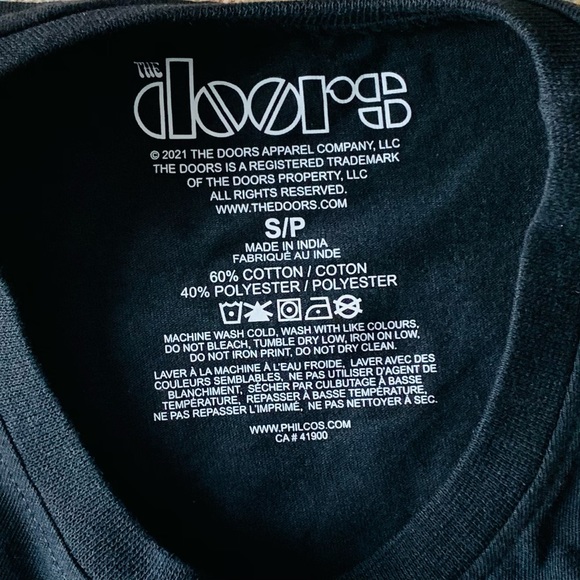 THE doors
© 2021 THE DOORS APPAREL COMPANY, LLC
THE DOORS IS A REGISTERED TRADEMARK
OF THE DOORS PROPERTY, LLC
ALL RIGHTS RESERVED.
WWW.THEDOORS.COM
S/P
MADE IN INDIA
FABRIQUÉ AU INDE
60% COTTON / COTON
40% POLYESTER / POLYESTER
MACHINE WASH COLD, WASH WITH LIKE COLOURS,
DO NOT BLEACH, TUMBLE DRY LOW, IRON ON LOW,
DO NOT IRON PRINT, DO NOT DRY CLEAN.
LAVER À LA MACHINE À L'EAU FROIDE, LAVER AVEC DES
COULEURS SEMBLABLES, NE PAS UTILISER D'AGENT DE
BLANCHIMENT, SÉCHER PAR CULBUTAGE À BASSE
TEMPÉRATURE, REPASSER À BASSE TEMPÉRATURE,
NE PAS REPASSER L'IMPRIMÉ, NE PAS NETTOYER À SEC.
WWW.PHILCOS.COM
CA # 41900